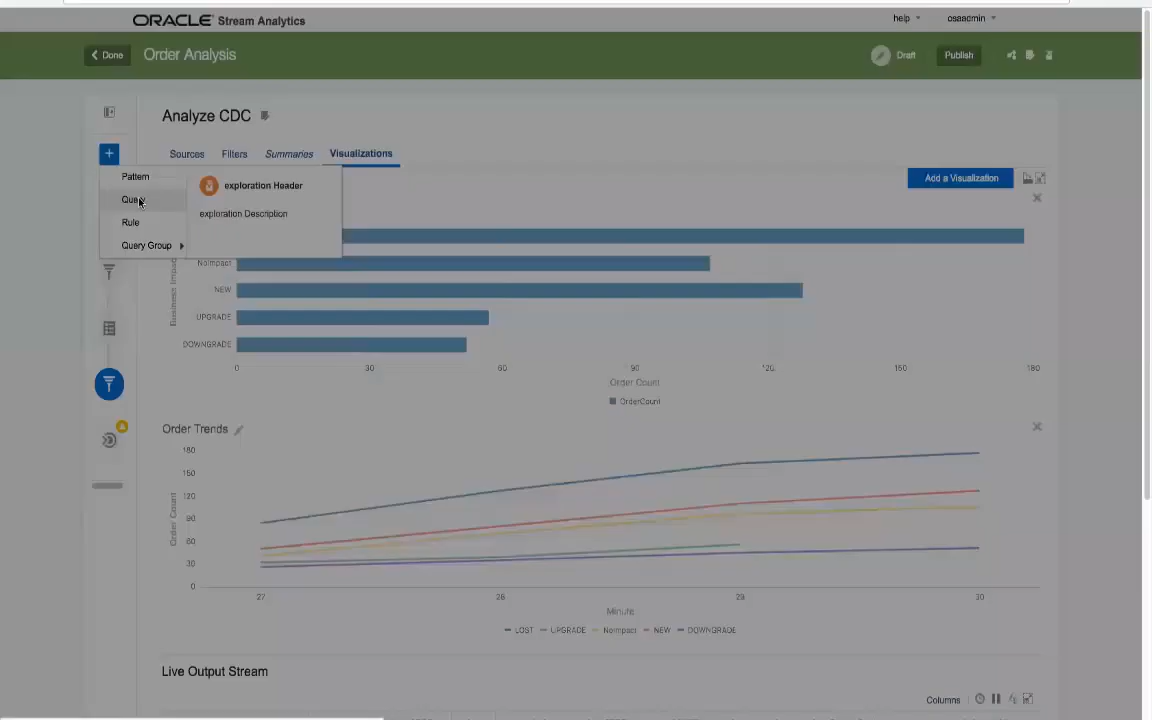 ORACLE® Stream Analytics
help
osaadmin
Done
Order Analysis
Draft
Publish
Analyze CDC
Sources
Filters
Summaries
Visualizations
Add a Visualization
Pattern
Query
Rule
Query Group
exploration Header
exploration Description
NoImpact
NEW
UPGRADE
DOWNGRADE
0 30 60 90 120 150 180
Order Count
OrderCount
Order Trends
180
150
120
90
60
30
0
Order Count
27 28 29 30
Minute
LOST UPGRADE NoImpact NEW DOWNGRADE
Live Output Stream
Columns